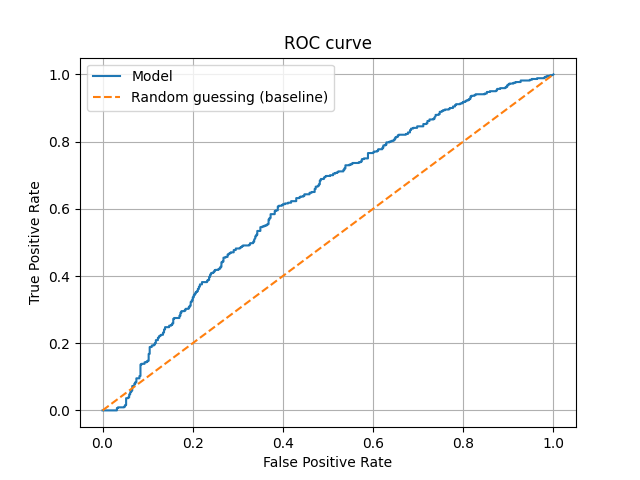 ROC curve
Model
Random guessing (baseline)
1.0
0.8
0.6
0.4
0.2
0.0
True Positive Rate
0.0 0.2 0.4 0.6 0.8 1.0
False Positive Rate